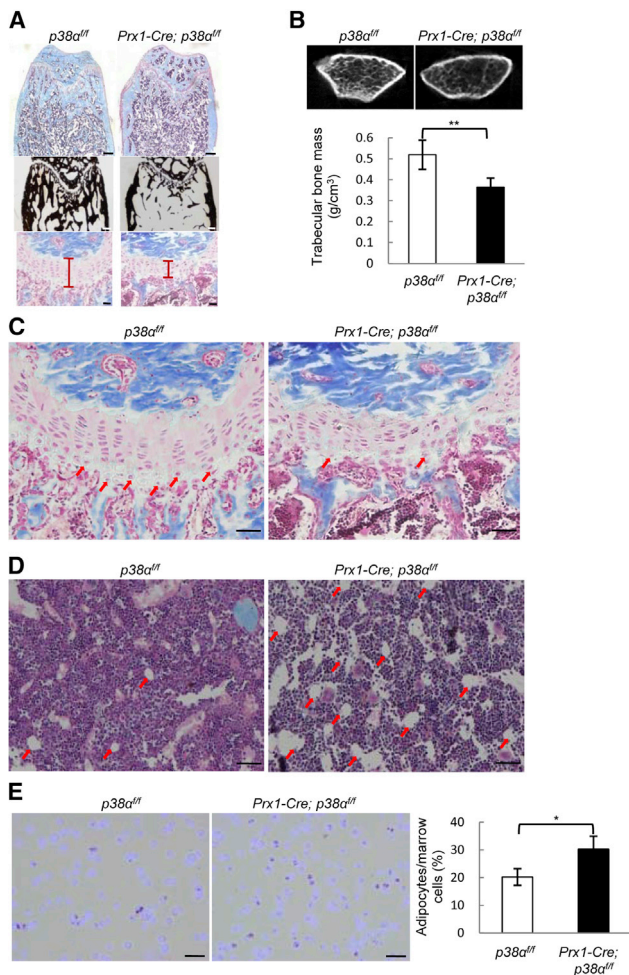 A
p38α^f/f Prx1-Cre; p38α^f/f
B
p38α^f/f Prx1-Cre; p38α^f/f
**
Trabecular bone mass
(g/cm³)
0.6
0.5
0.4
0.3
0.2
0.1
0
p38α^f/f Prx1-Cre;
p38α^f/f
C
p38α^f/f Prx1-Cre; p38α^f/f
D
p38α^f/f Prx1-Cre; p38α^f/f
E
p38α^f/f Prx1-Cre; p38α^f/f
*
Adipocytes/marrow
cells (%)
40
30
20
10
0
p38α^f/f Prx1-Cre;
p38α^f/f